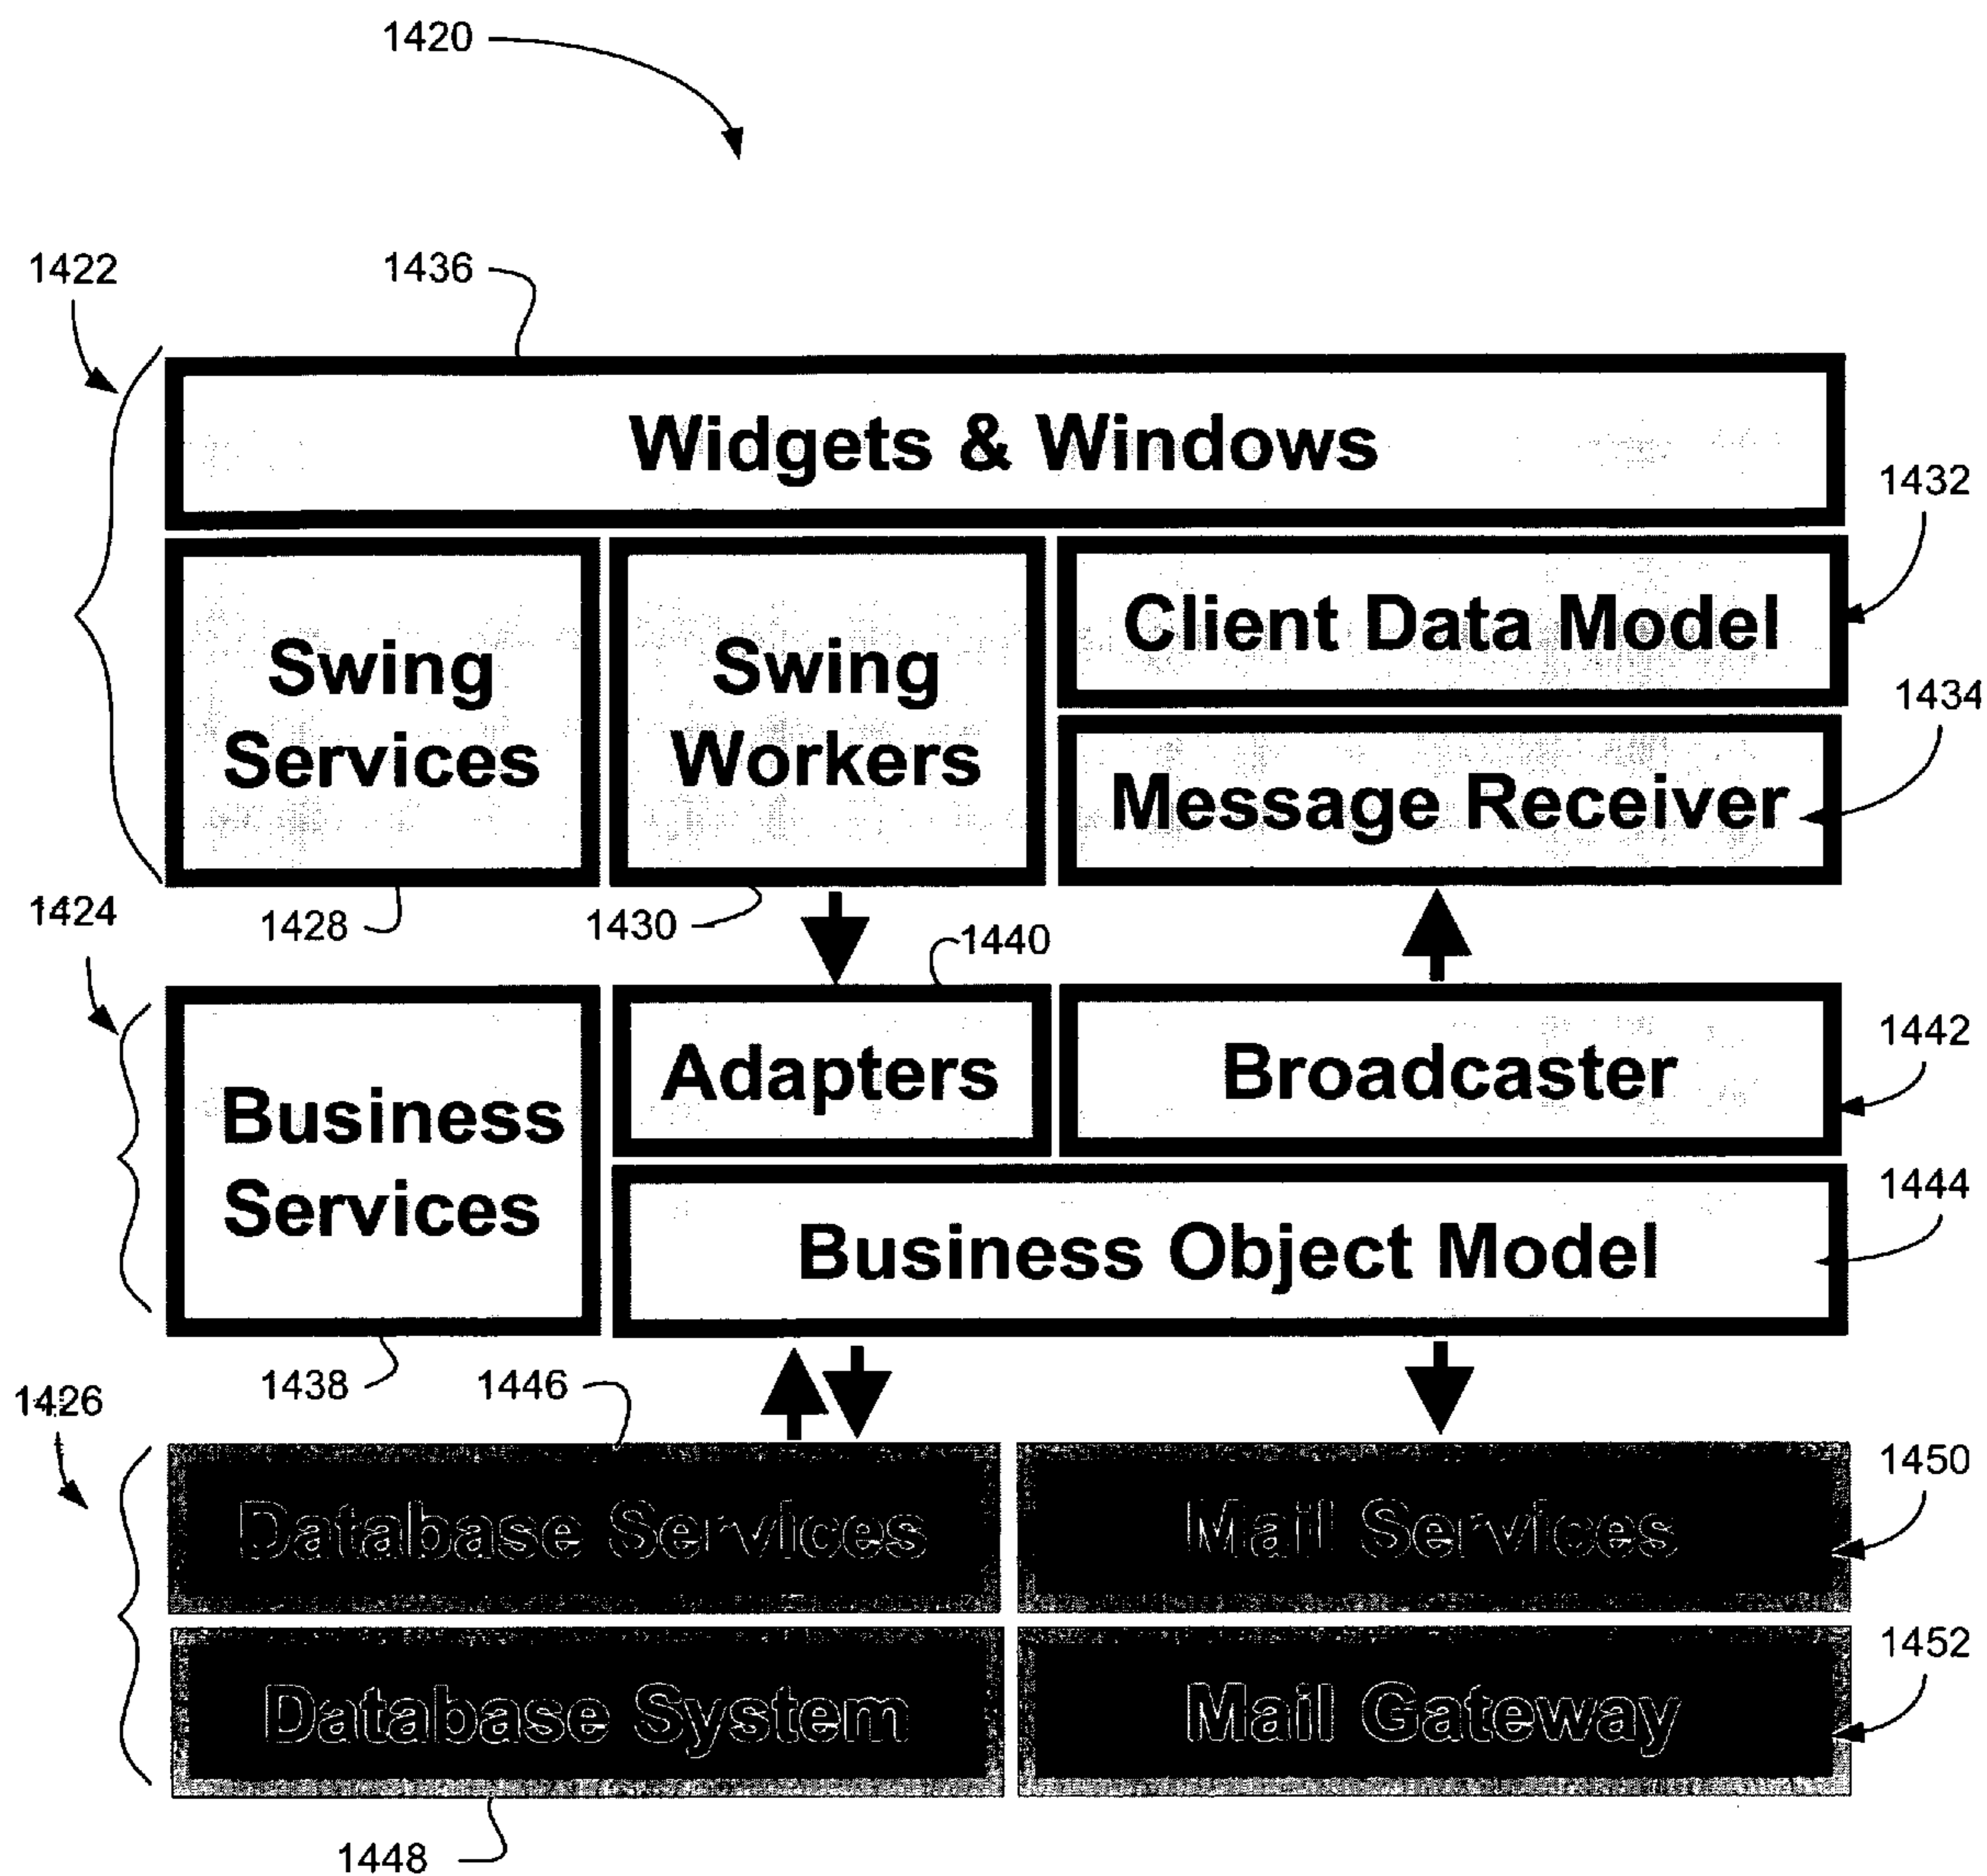 1420
1422
1436
Widgets & Windows
1432
Swing
Services
Swing
Workers
Client Data Model
1434
Message Receiver
1424
1428
1430
1440
Business
Services
Adapters
Broadcaster
1442
1444
Business Object Model
1438
1446
1426
Database Services
Mail Services
1450
Database System
Mail Gateway
1452
1448